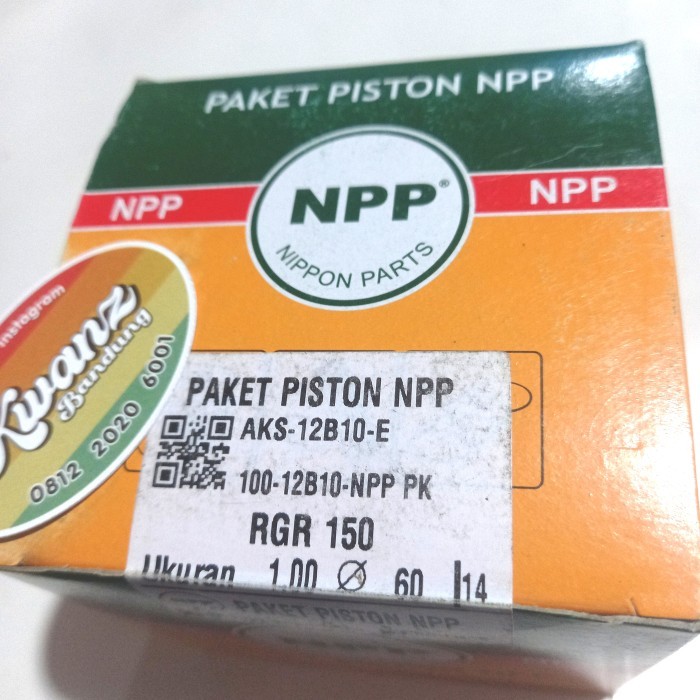 PAKET PISTON NPP
NPP
NPP®
NPP
NIPPON PARTS
instagram
Kwanz
Bandung
0812 2020 6001
PAKET PISTON NPP
AKS-12B10-E
100-12B10-NPP PK
RGR 150
Ukuran 1.00 Ø 60 14
PAKET PISTON NPP